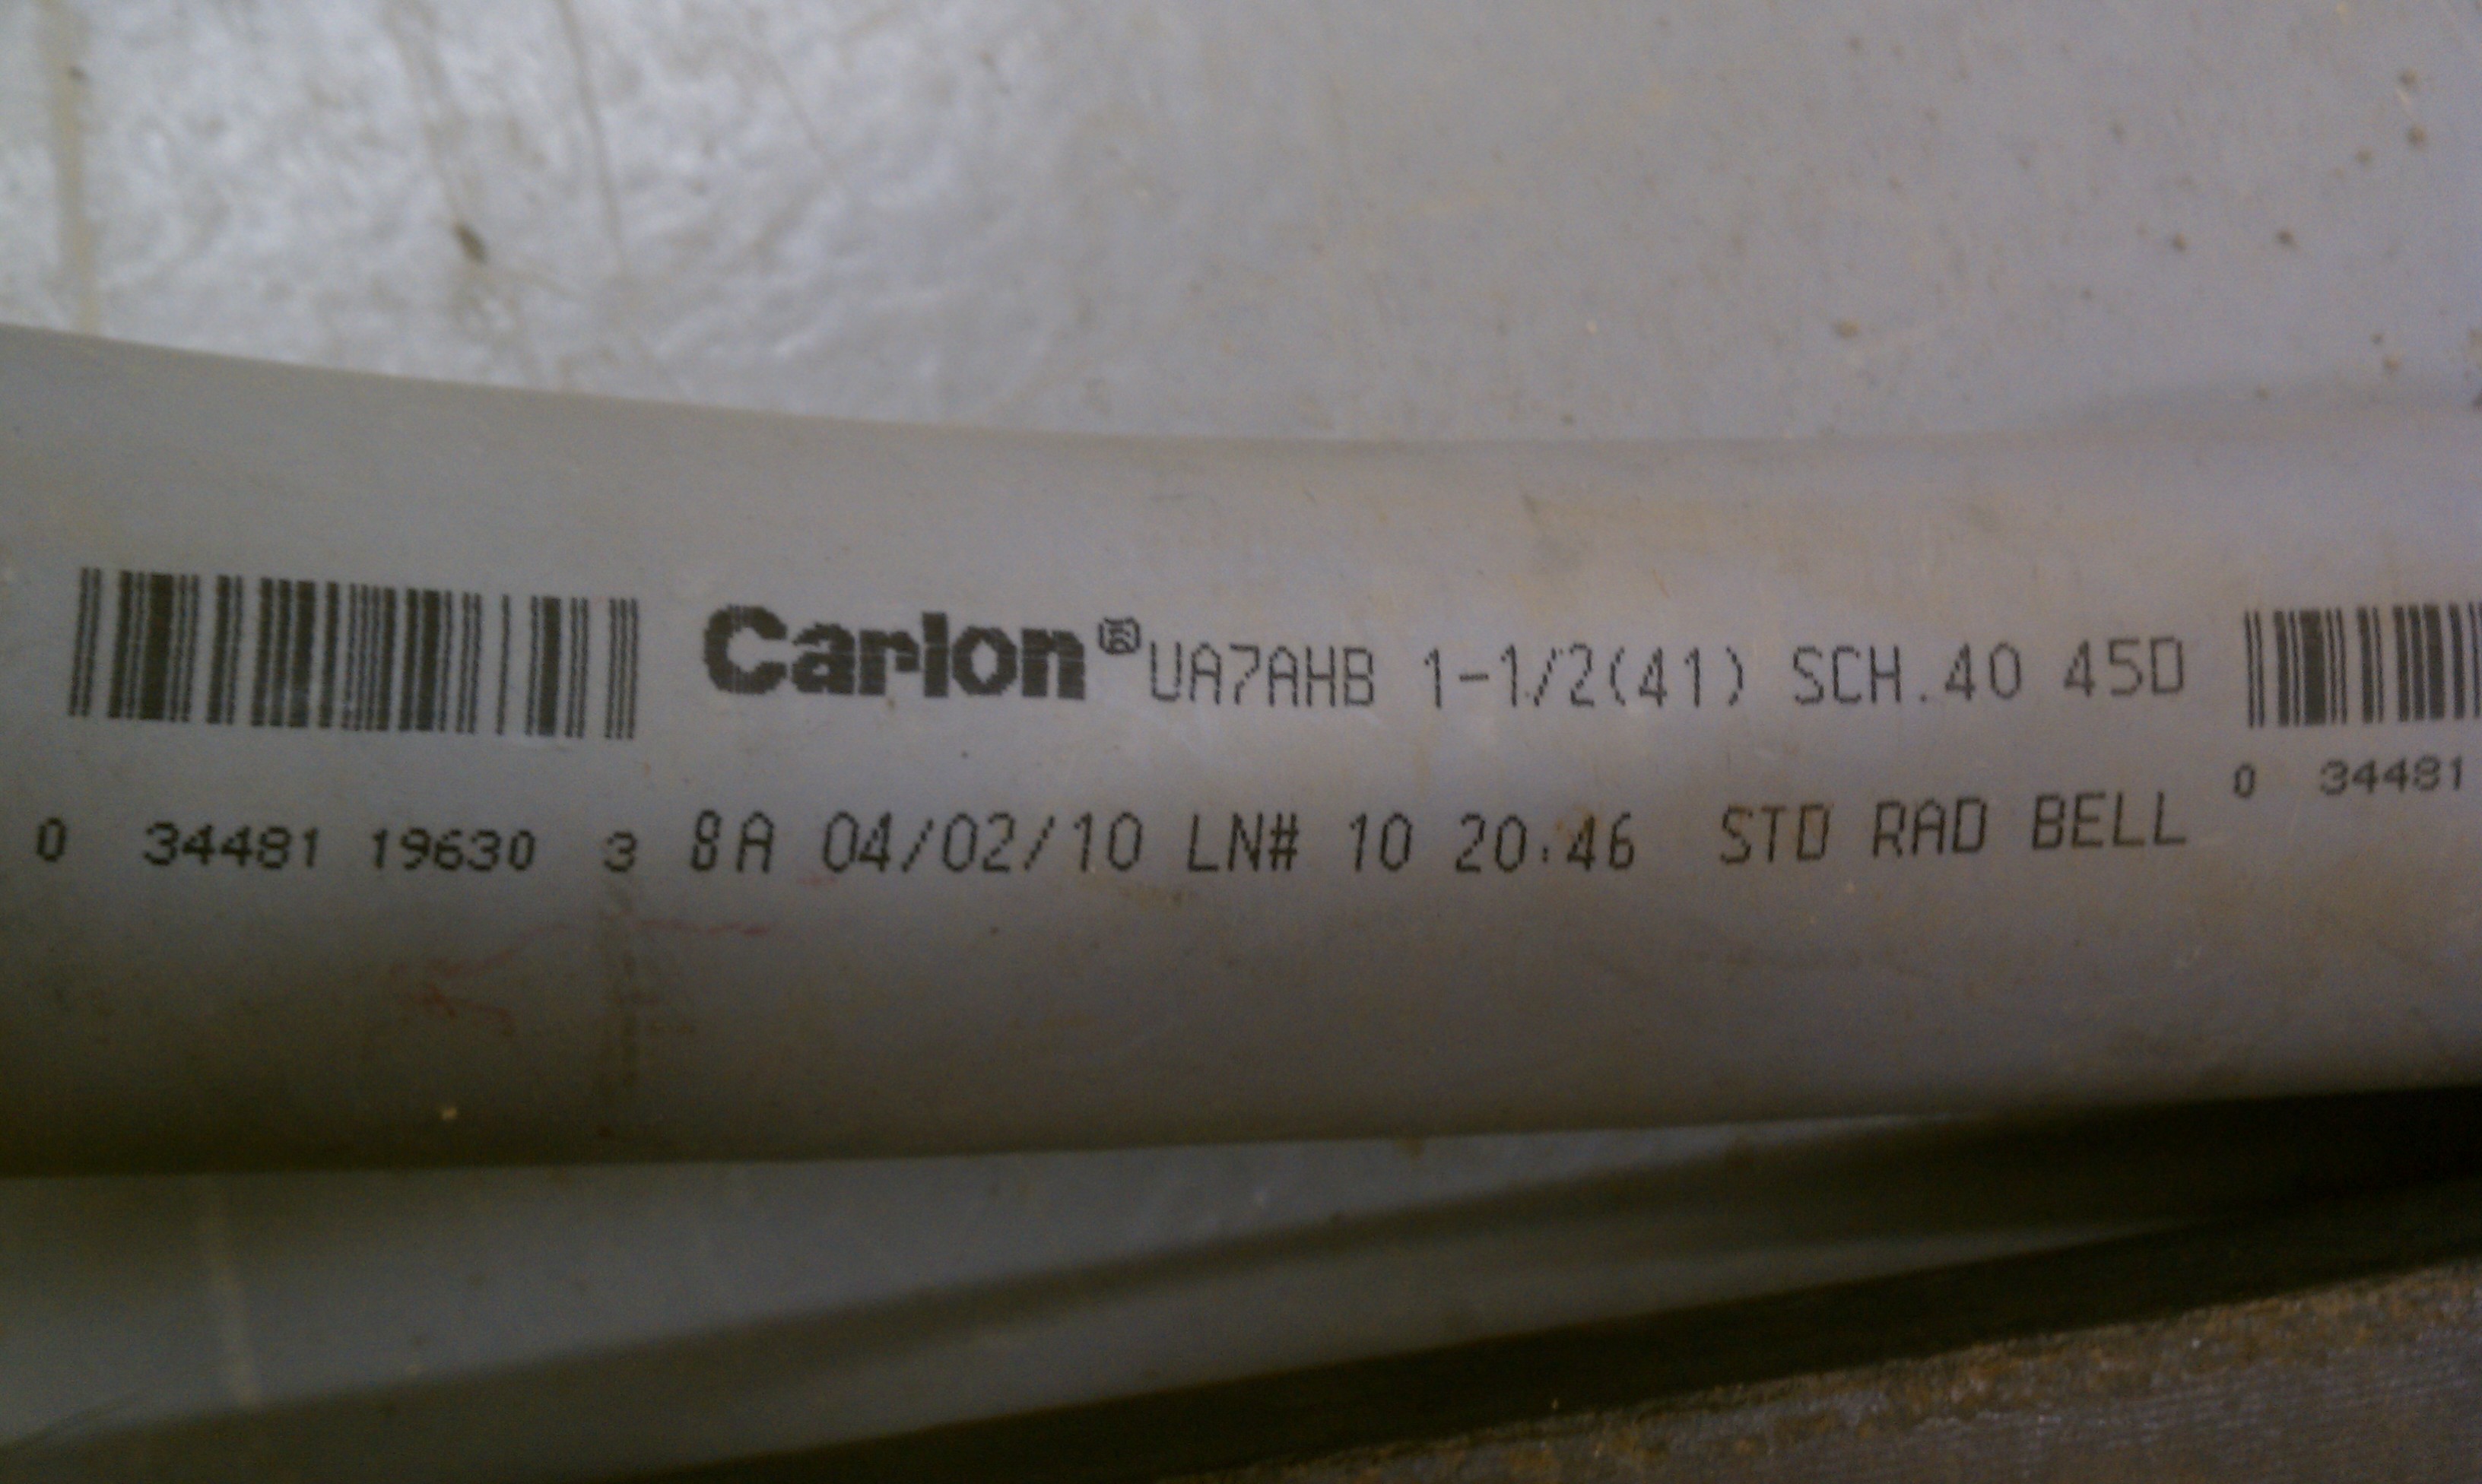 Carlon® UA7AHB 1-1/2(41) SCH.40 45D
0 34481 19630 3 8A 04/02/10 LN# 10 20:46 STD RAD BELL 0 34481